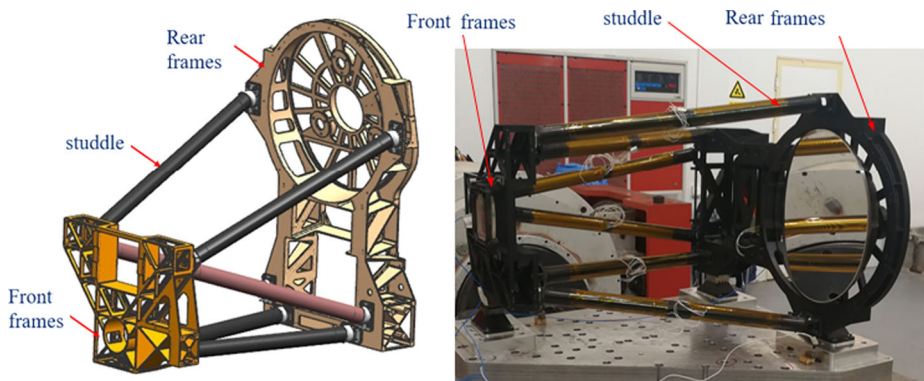 Rear
frames
studdle
Front
frames
Front frames
studdle
Rear frames